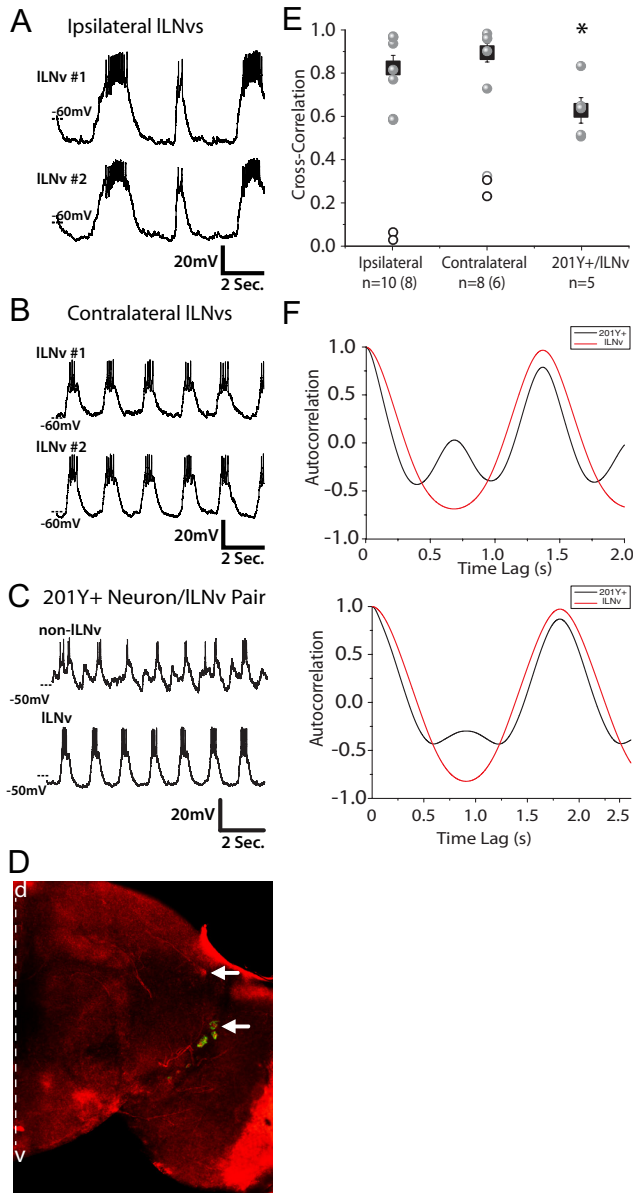 A
Ipsilateral lLNvs
lLNv #1
-60mV
lLNv #2
-60mV
20mV
2 Sec.
B
Contralateral lLNvs
lLNv #1
-60mV
lLNv #2
-60mV
20mV
2 Sec.
C
201Y+ Neuron/lLNv Pair
non-lLNv
-50mV
lLNv
-50mV
20mV
2 Sec.
D
d
v
E
*
1.0
0.8
0.6
0.4
0.2
0.0
Cross-Correlation
Ipsilateral Contralateral 201Y+/lLNv
n=10 (8) n=8 (6) n=5
F
201Y+
lLNv
1.0
0.5
0.0
-0.5
-1.0
Autocorrelation
0 0.5 1.0 1.5 2.0
Time Lag (s)
201Y+
lLNv
1.0
0.5
0.0
-0.5
-1.0
Autocorrelation
0 0.5 1.0 1.5 2.0 2.5
Time Lag (s)